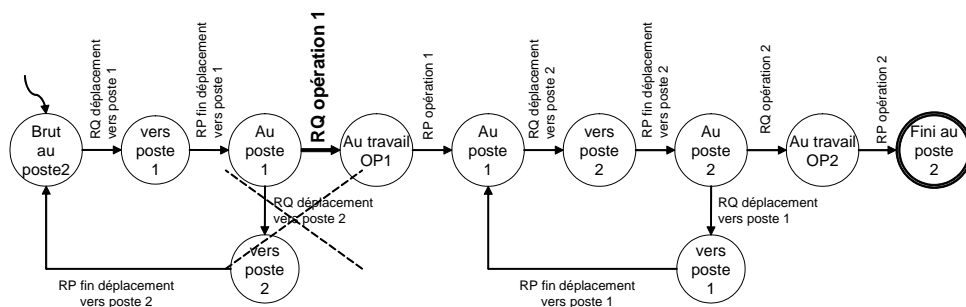 RQ déplacement
vers poste 1
RP fin déplacement
vers poste 1
RQ opération 1
RP opération 1
RQ déplacement
vers poste 2
RP fin déplacement
vers poste 2
RQ opération 2
RP opération 2
Brut
au
poste2
vers
poste
1
Au
poste
1
Au travail
OP1
Au
poste
1
vers
poste
2
Au
poste
2
Au travail
OP2
Fini au
poste
2
RQ déplacement
vers poste 2
RQ déplacement
vers poste 1
vers
poste
2
vers
poste
1
RP fin déplacement
vers poste 2
RP fin déplacement
vers poste 1